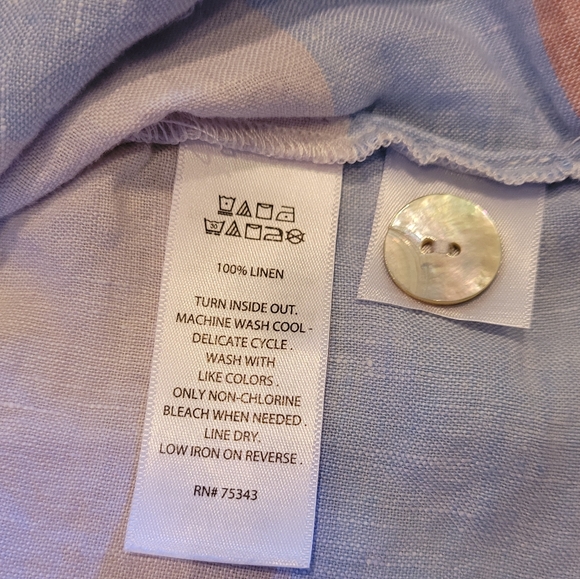 30
100% LINEN
TURN INSIDE OUT.
MACHINE WASH COOL -
DELICATE CYCLE .
WASH WITH
LIKE COLORS .
ONLY NON-CHLORINE
BLEACH WHEN NEEDED .
LINE DRY.
LOW IRON ON REVERSE .
RN# 75343